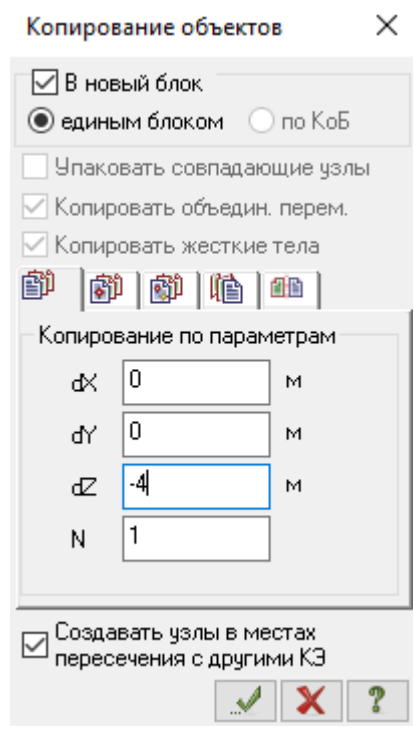 Копирование объектов
В новый блок
единым блоком по КоБ
Упаковать совпадающие узлы
Копировать объедин. перем.
Копировать жесткие тела
Копирование по параметрам
dX 0 м
dY 0 м
dZ -4 м
N 1
Создавать узлы в местах
пересечения с другими КЭ
?